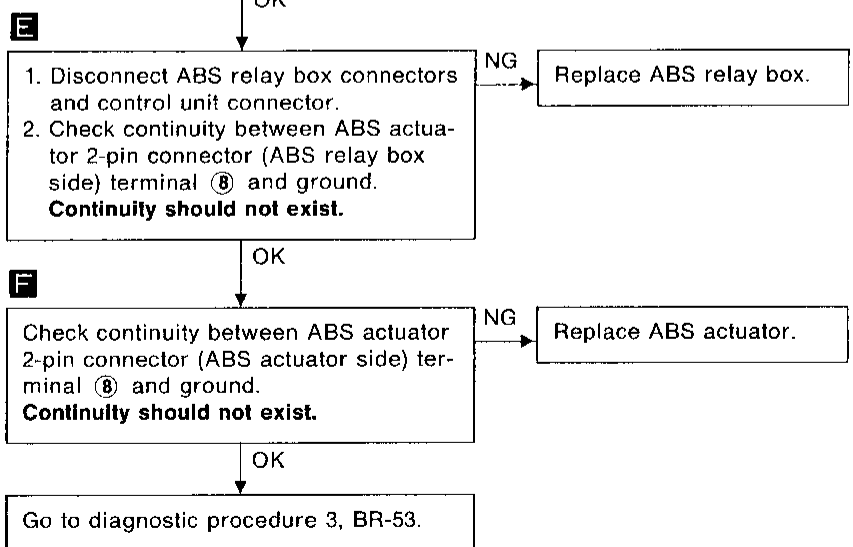 OK
E
1. Disconnect ABS relay box connectors
and control unit connector.
2. Check continuity between ABS actua-
tor 2-pin connector (ABS relay box
side) terminal ⑧ and ground.
Continuity should not exist.
NG
Replace ABS relay box.
OK
F
Check continuity between ABS actuator
2-pin connector (ABS actuator side) ter-
minal ⑧ and ground.
Continuity should not exist.
NG
Replace ABS actuator.
OK
Go to diagnostic procedure 3, BR-53.